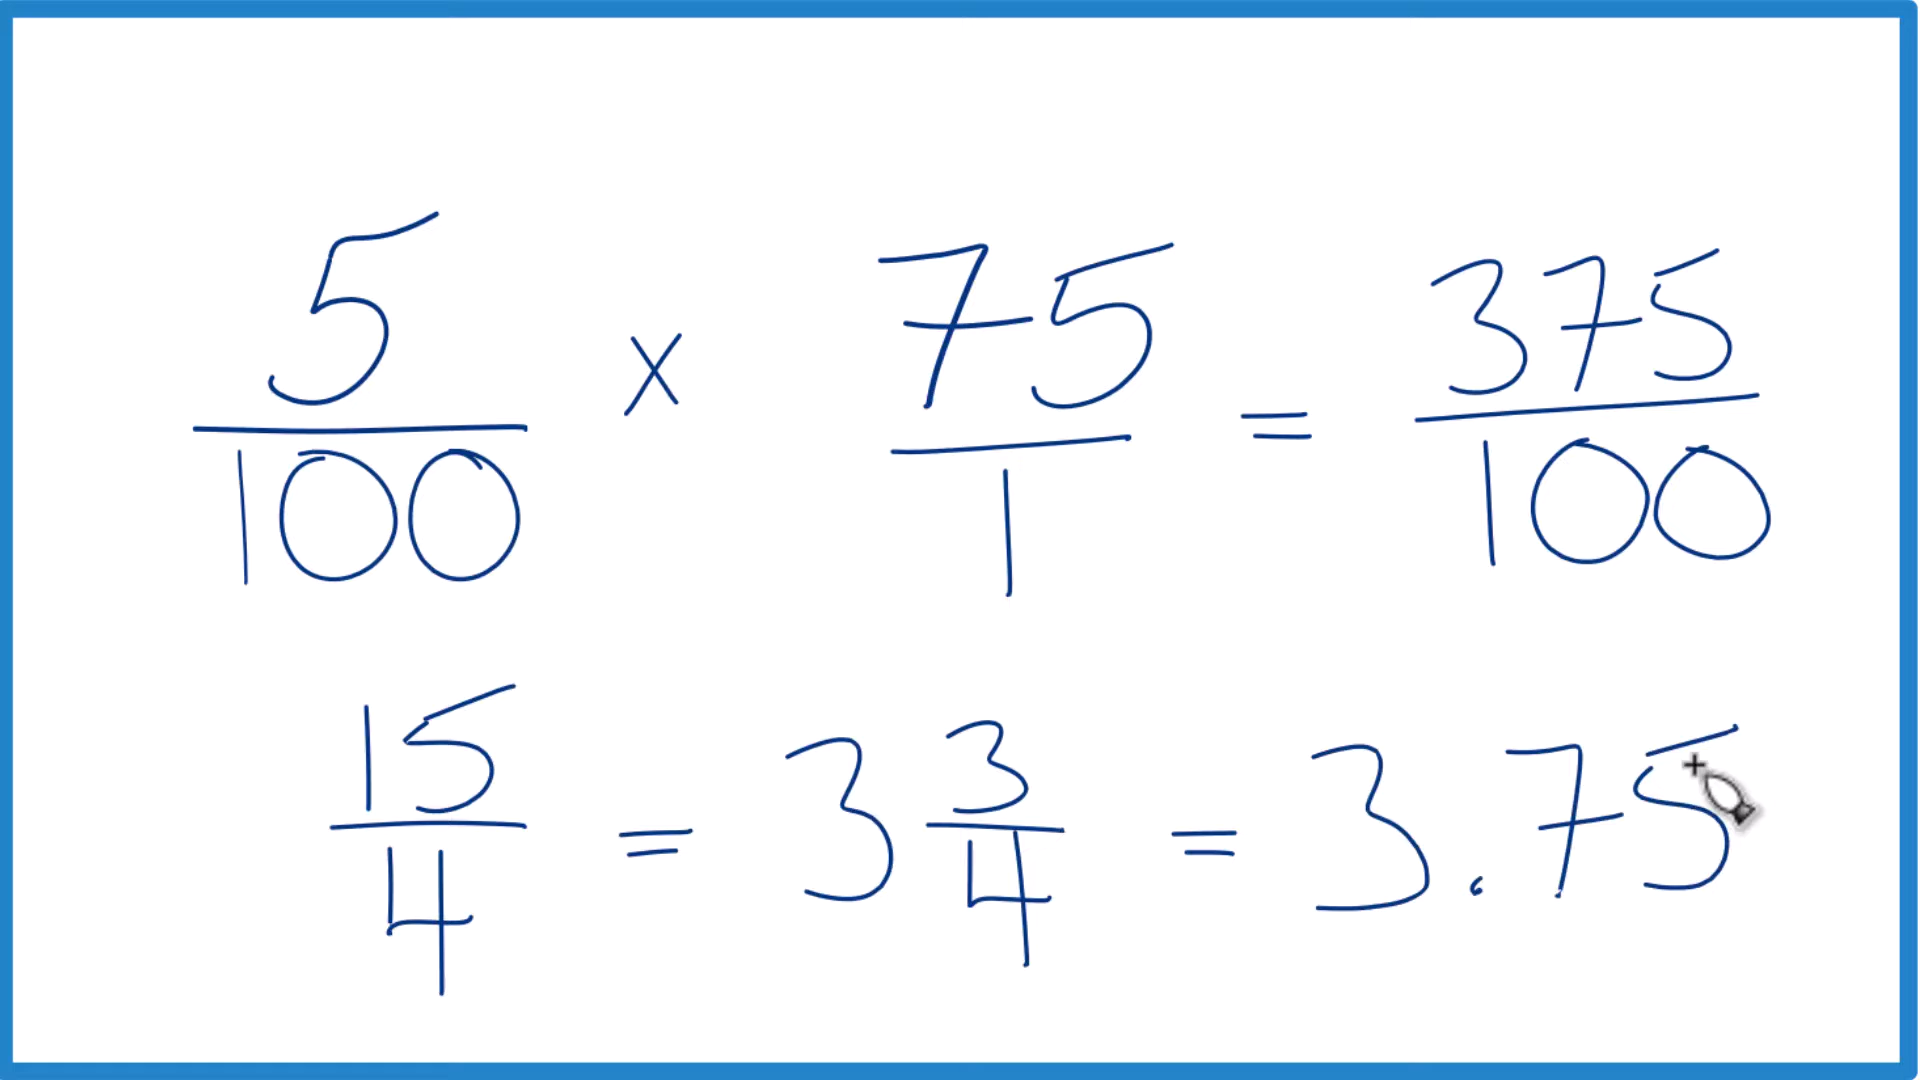 5/100 x 75/1 = 375/100
15/4 = 3 3/4 = 3.75